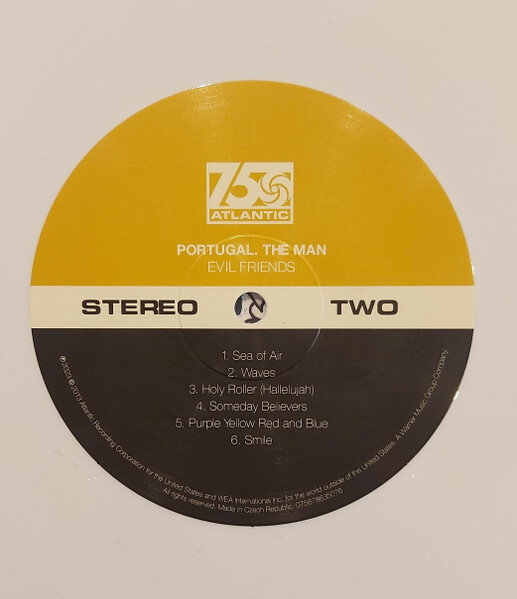 75
ATLANTIC
PORTUGAL. THE MAN
EVIL FRIENDS
STEREO TWO
1. Sea of Air
2. Waves
3. Holy Roller (Hallelujah)
4. Someday Believers
5. Purple Yellow Red and Blue
6. Smile
℗ 2023 © 2013 Atlantic Recording Corporation for the United States and WEA International Inc. for the world outside of the United States. A Warner Music Group Company.
All rights reserved. Made in Czech Republic. 075678635076